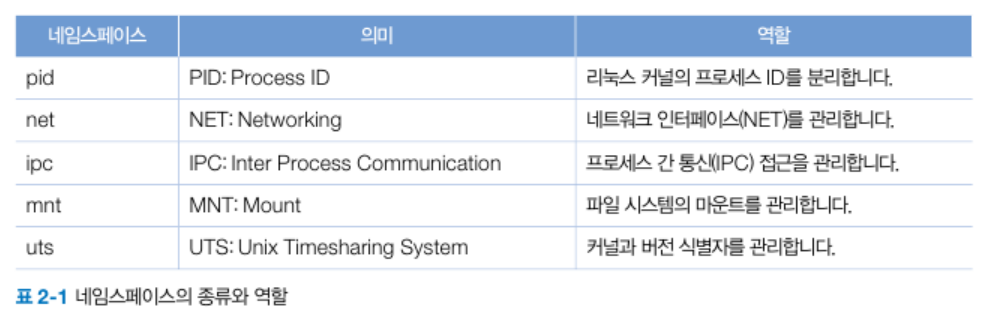 네임스페이스 의미 역할
pid PID: Process ID 리눅스 커널의 프로세스 ID를 분리합니다.
net NET: Networking 네트워크 인터페이스(NET)를 관리합니다.
ipc IPC: Inter Process Communication 프로세스 간 통신(IPC) 접근을 관리합니다.
mnt MNT: Mount 파일 시스템의 마운트를 관리합니다.
uts UTS: Unix Timesharing System 커널과 버전 식별자를 관리합니다.
표 2-1 네임스페이스의 종류와 역할